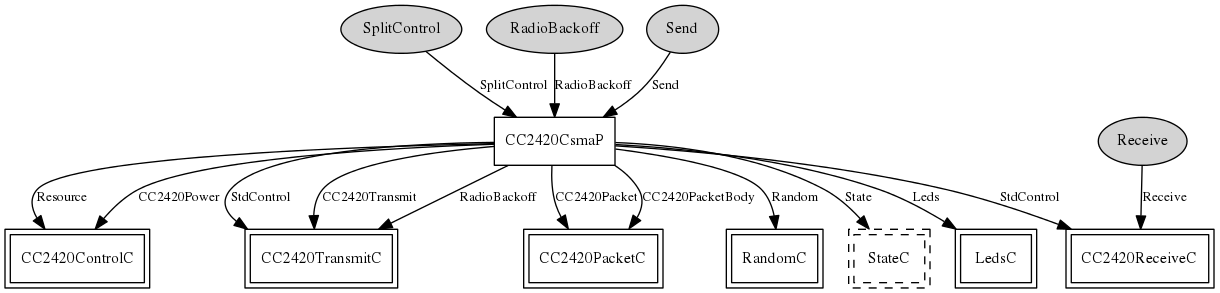 SplitControl
RadioBackoff
Send
SplitControl
RadioBackoff
Send
CC2420CsmaP
Receive
Resource
CC2420Power
StdControl
CC2420Transmit
RadioBackoff
CC2420Packet
CC2420PacketBody
Random
State
Leds
StdControl
Receive
CC2420ControlC
CC2420TransmitC
CC2420PacketC
RandomC
StateC
LedsC
CC2420ReceiveC